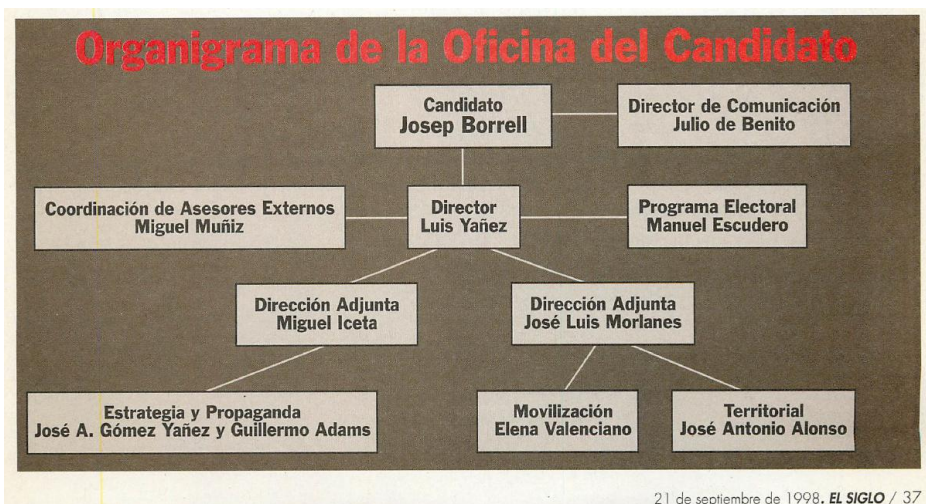 Organigrama de la Oficina del Candidato
Candidato
Josep Borrell
Director de Comunicación
Julio de Benito
Coordinación de Asesores Externos
Miguel Muñiz
Director
Luis Yañez
Programa Electoral
Manuel Escudero
Dirección Adjunta
Miguel Iceta
Dirección Adjunta
José Luis Morlanes
Estrategia y Propaganda
José A. Gómez Yañez y Guillermo Adams
Movilización
Elena Valenciano
Territorial
José Antonio Alonso
21 de septiembre de 1998. EL SIGLO / 37